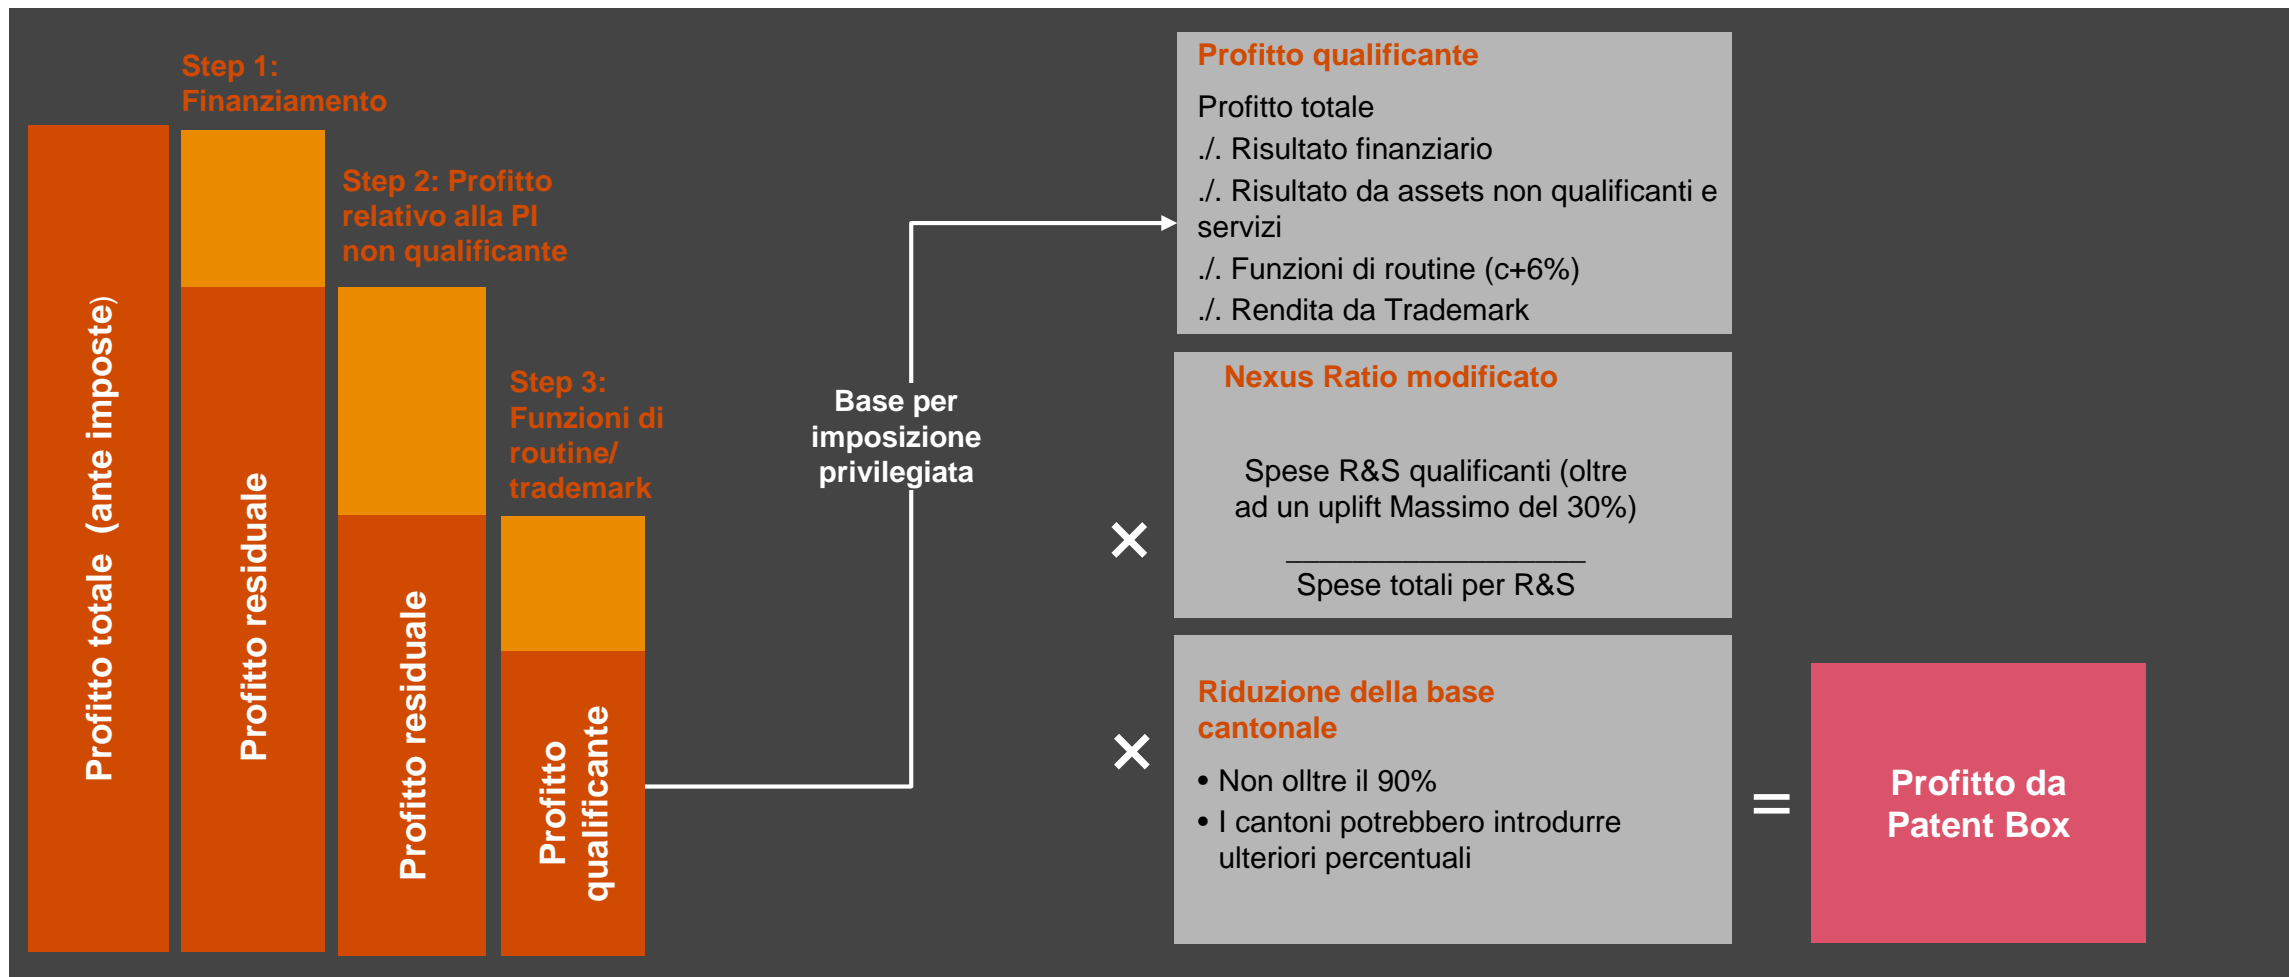 Step 1:
Finanziamento
Step 2: Profitto
relativo alla PI
non qualificante
Step 3:
Funzioni di
routine/
trademark
Profitto totale (ante imposte)
Profitto residuale
Profitto residuale
Profitto
qualificante
Base per
imposizione
privilegiata
Profitto qualificante
Profitto totale
./. Risultato finanziario
./. Risultato da assets non qualificanti e
servizi
./. Funzioni di routine (c+6%)
./. Rendita da Trademark
×
Nexus Ratio modificato
Spese R&S qualificanti (oltre
ad un uplift Massimo del 30%)
__________________
Spese totali per R&S
×
Riduzione della base
cantonale
• Non olltre il 90%
• I cantoni potrebbero introdurre
ulteriori percentuali
=
Profitto da
Patent Box